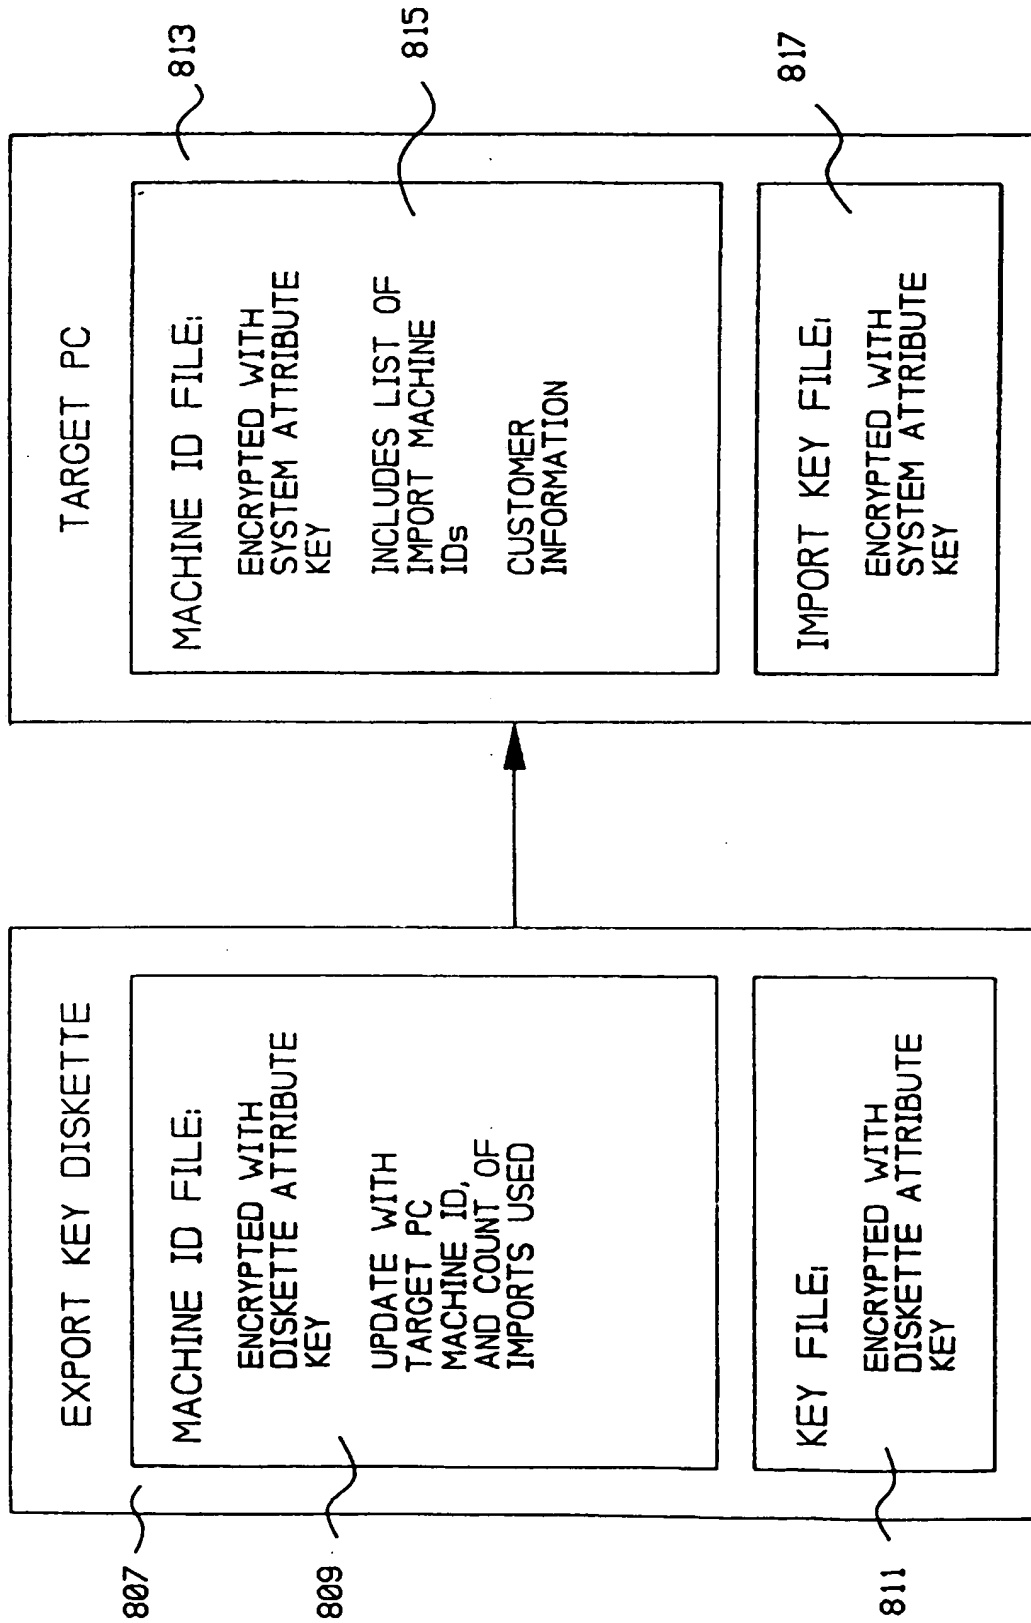 EXPORT KEY DISKETTE
MACHINE ID FILE:
ENCRYPTED WITH
DISKETTE ATTRIBUTE
KEY
UPDATE WITH
TARGET PC
MACHINE ID,
AND COUNT OF
IMPORTS USED
KEY FILE:
ENCRYPTED WITH
DISKETTE ATTRIBUTE
KEY
807
809
811
TARGET PC
MACHINE ID FILE:
ENCRYPTED WITH
SYSTEM ATTRIBUTE
KEY
INCLUDES LIST OF
IMPORT MACHINE
IDs
CUSTOMER
INFORMATION
IMPORT KEY FILE:
ENCRYPTED WITH
SYSTEM ATTRIBUTE
KEY
813
815
817